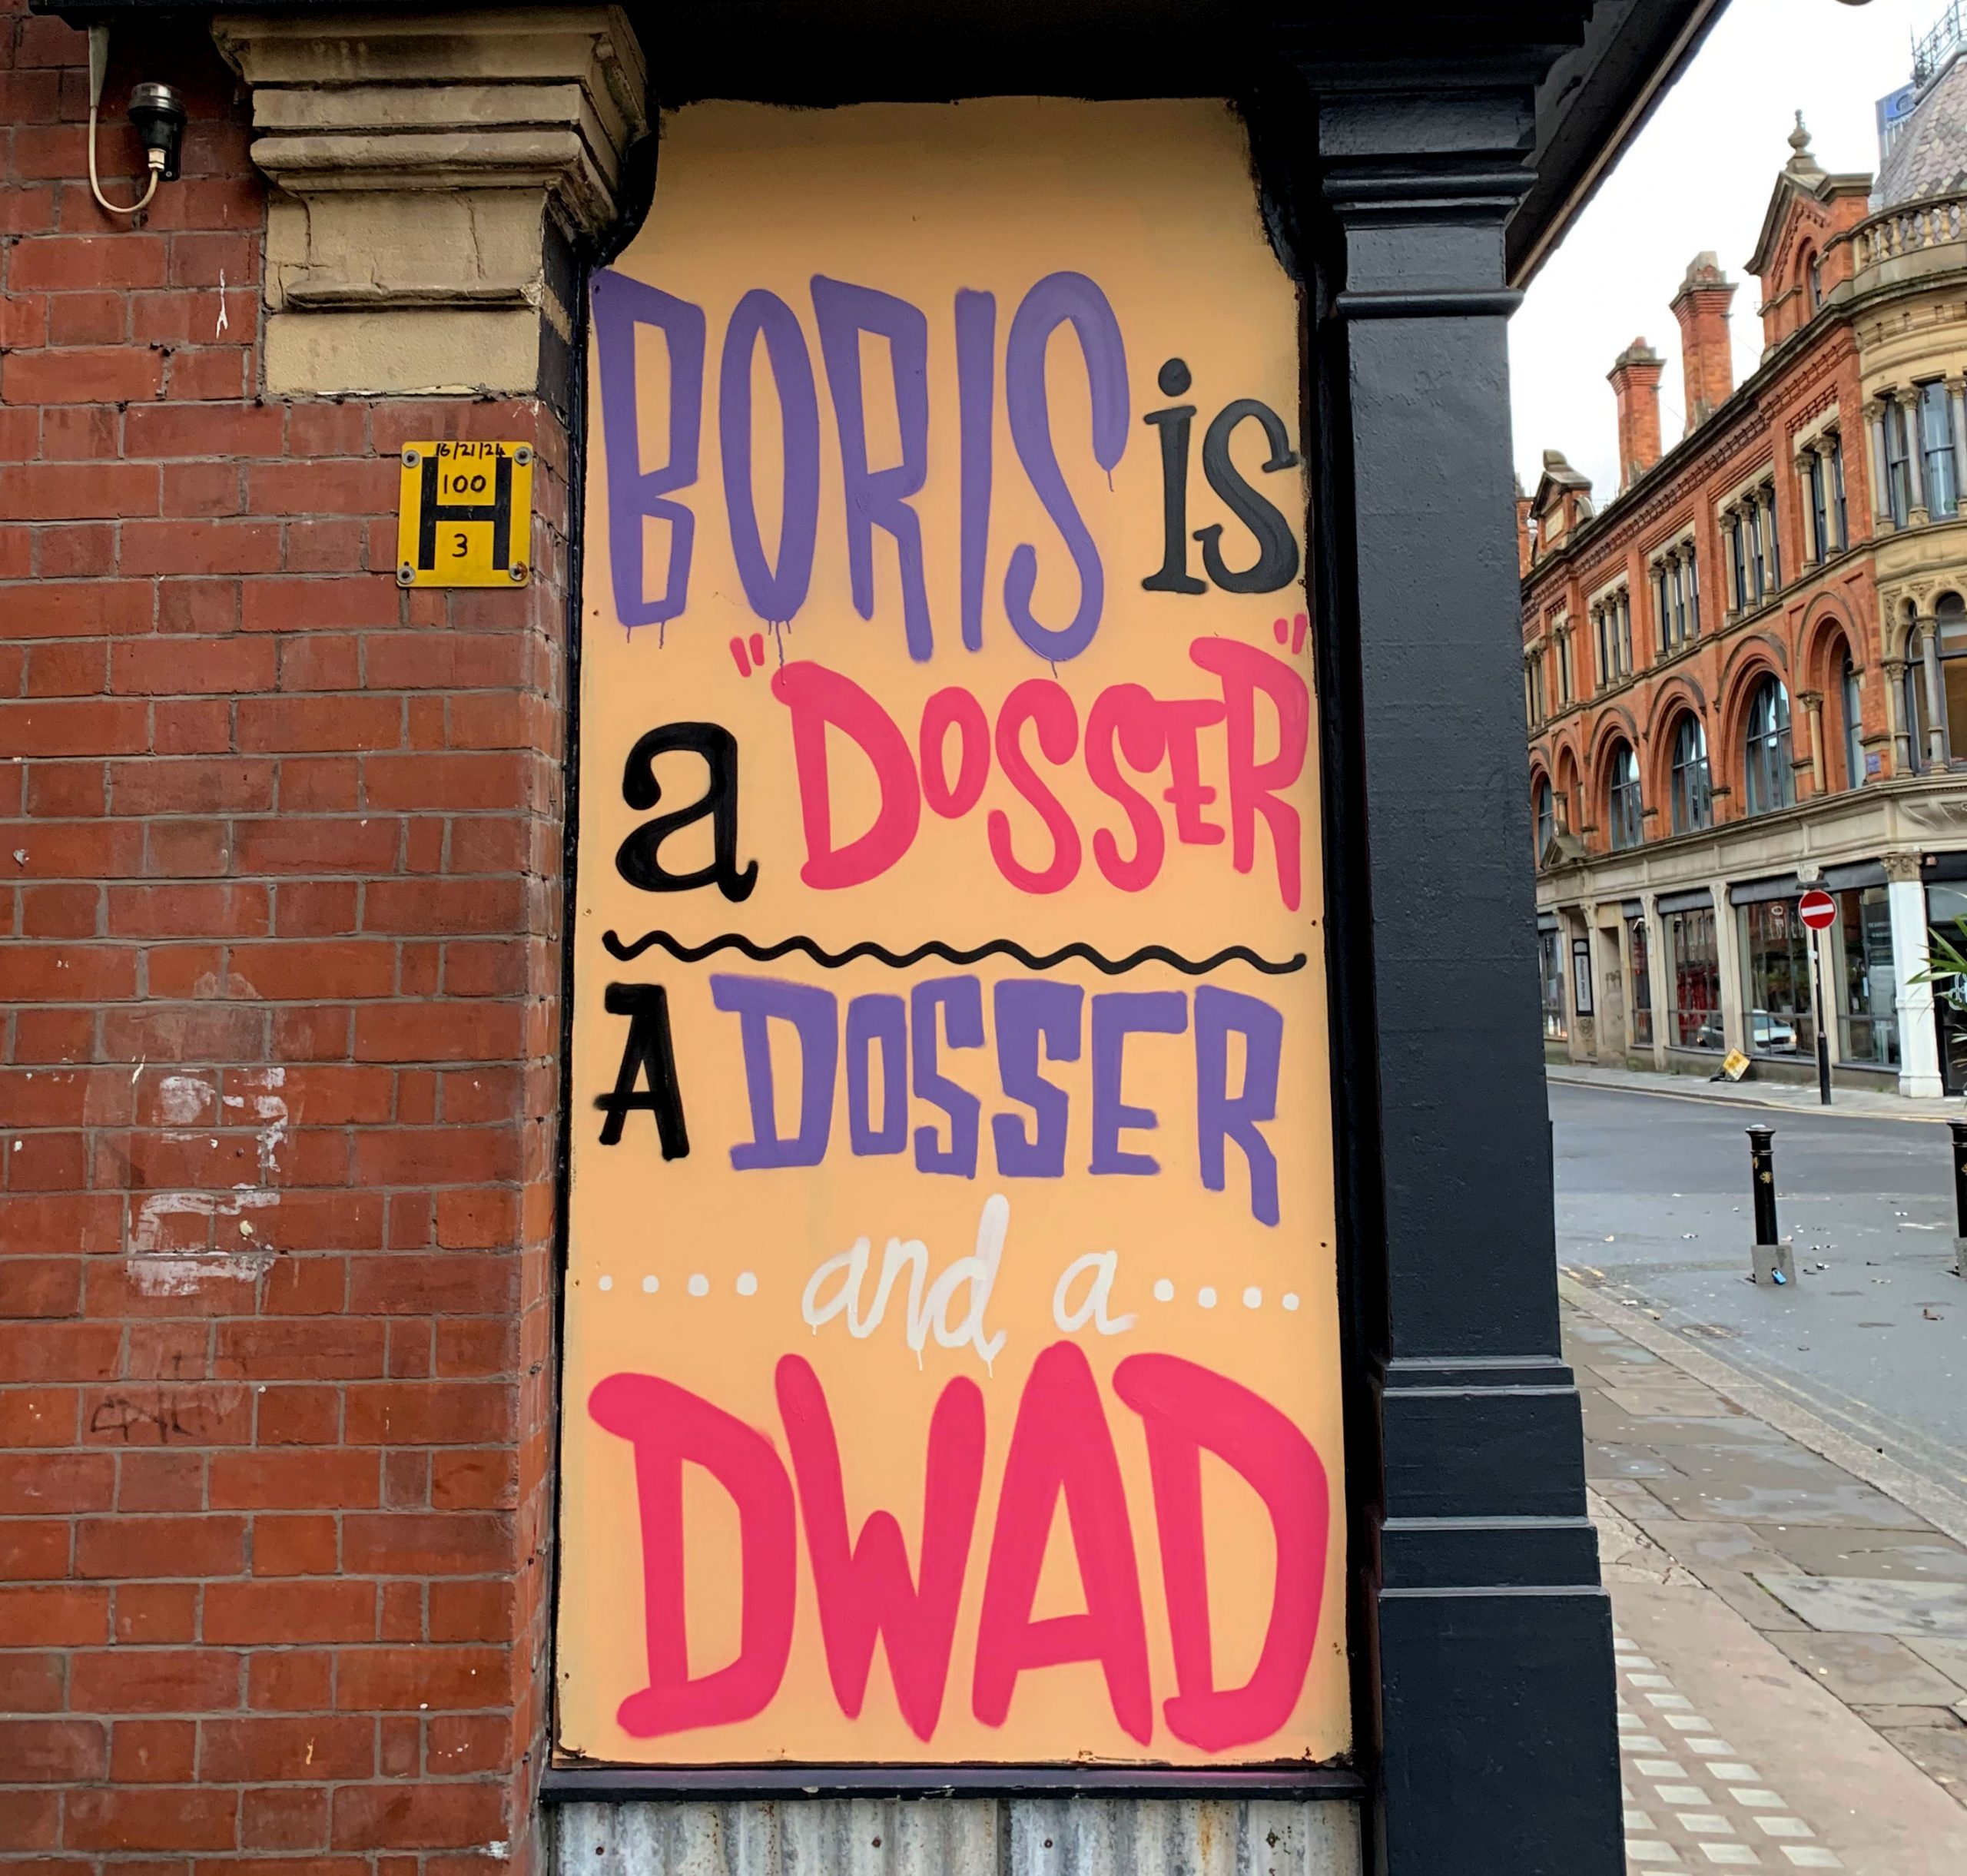 16/21/24
H
100
3
BORIS is
a "DOSSER"
A DOSSER
.... and a ....
DWAD